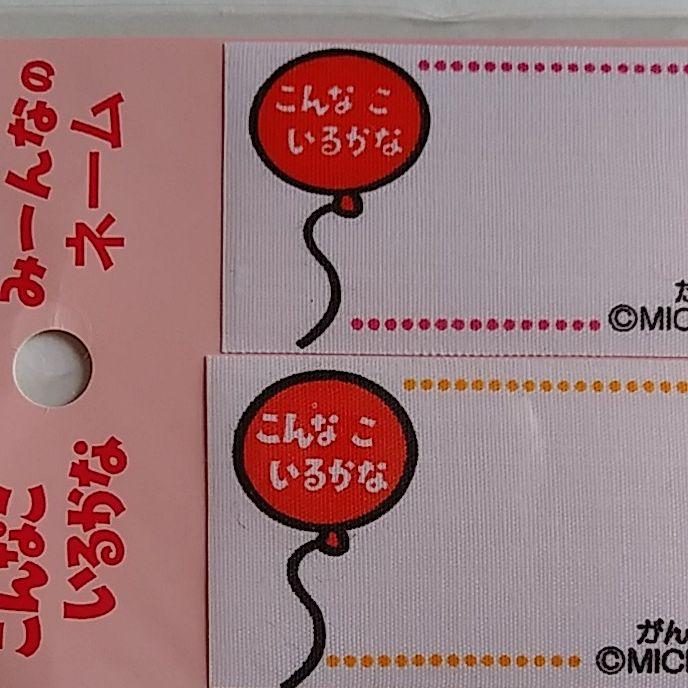 みーんなの
ネーム
こんなこ
いるかな
こんな こ
いるかな
©MIC
こんな こ
いるかな
がん
©MIC